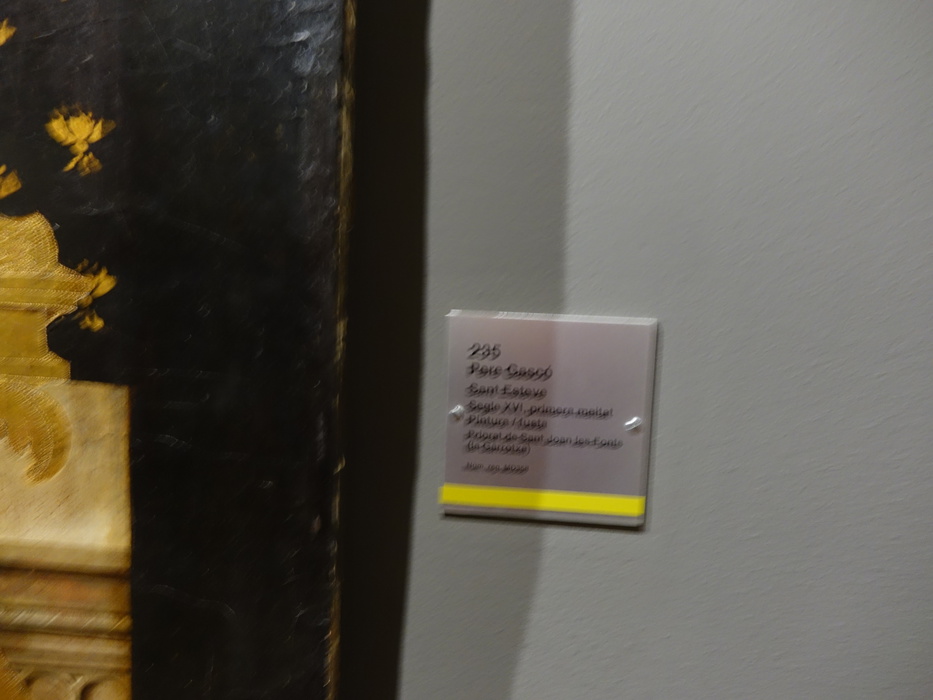 235
Pere Gascó
Sant Esteve
Segle XVI, primera meitat
Pintura / fusta
Priorat de Sant Joan les Fonts
(la Garrotxa)